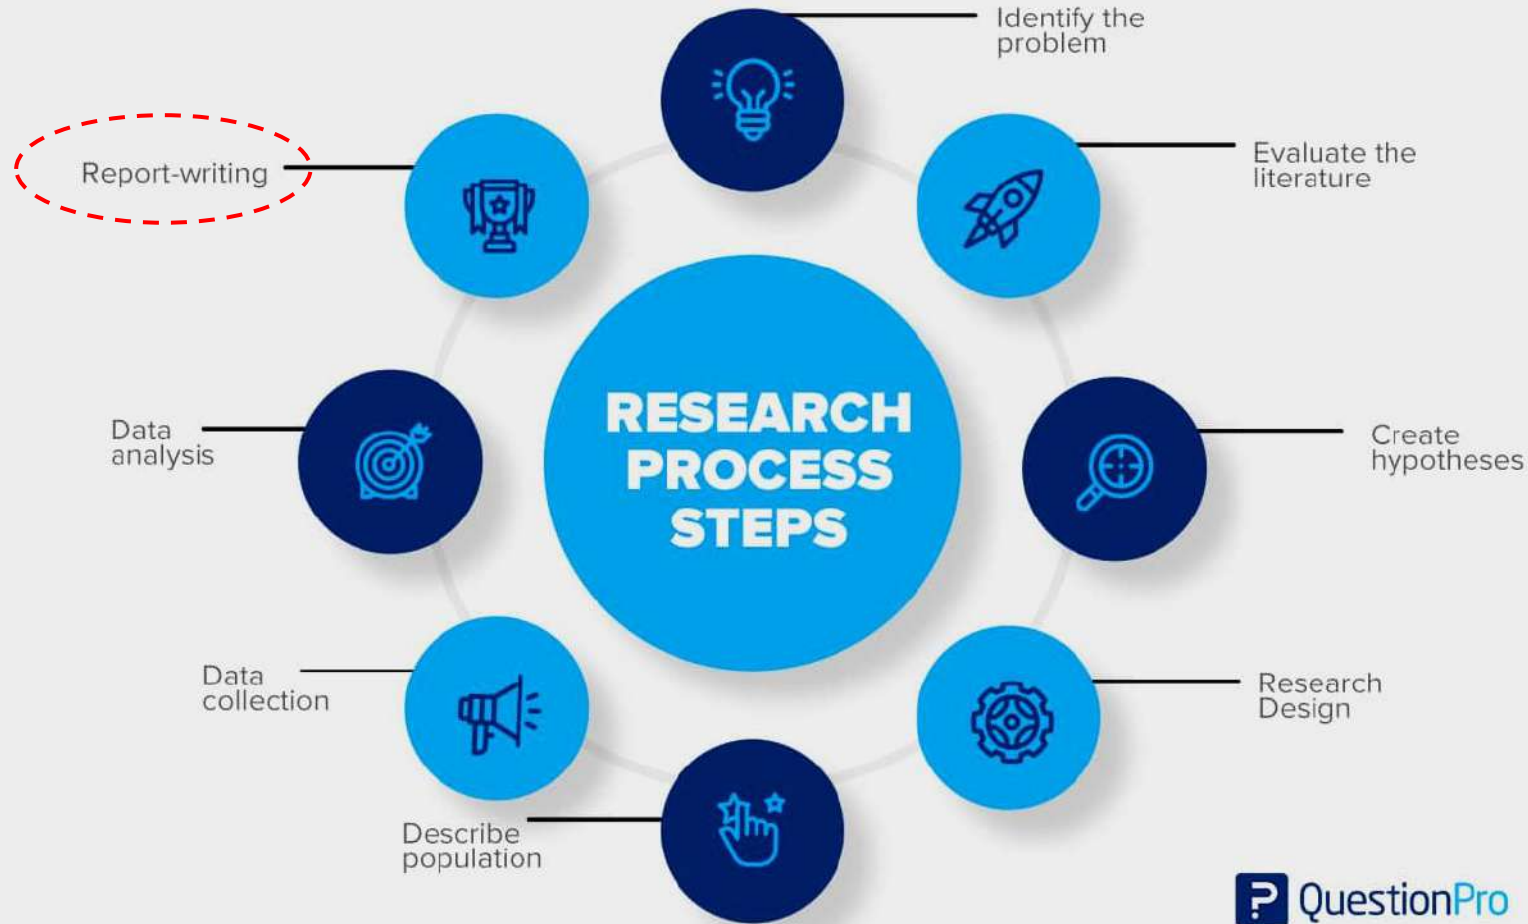 Identify the
problem
Evaluate the
literature
Create
hypotheses
Research
Design
Describe
population
Data
collection
Data
analysis
Report-writing
RESEARCH
PROCESS
STEPS
? QuestionPro